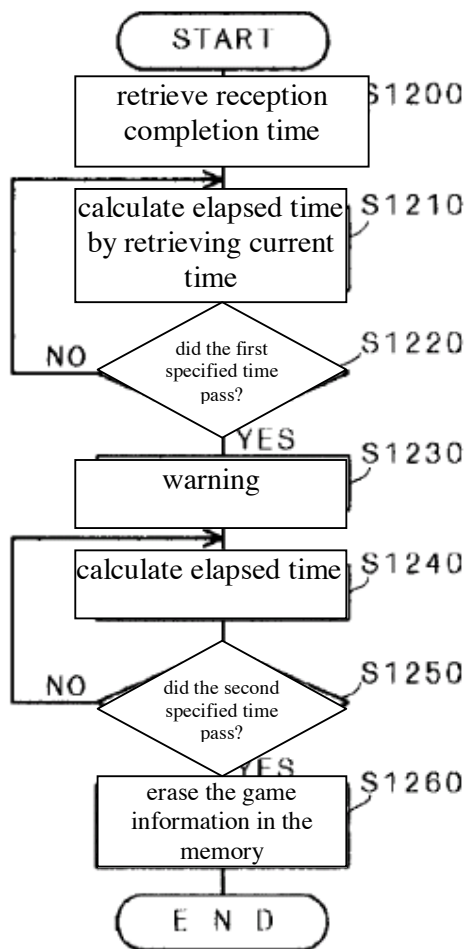 START
retrieve reception
completion time
S1200
calculate elapsed time
by retrieving current
time
S1210
did the first
specified time
pass?
S1220
NO
YES
warning
S1230
calculate elapsed time
S1240
did the second
specified time
pass?
S1250
NO
YES
erase the game
information in the
memory
S1260
END